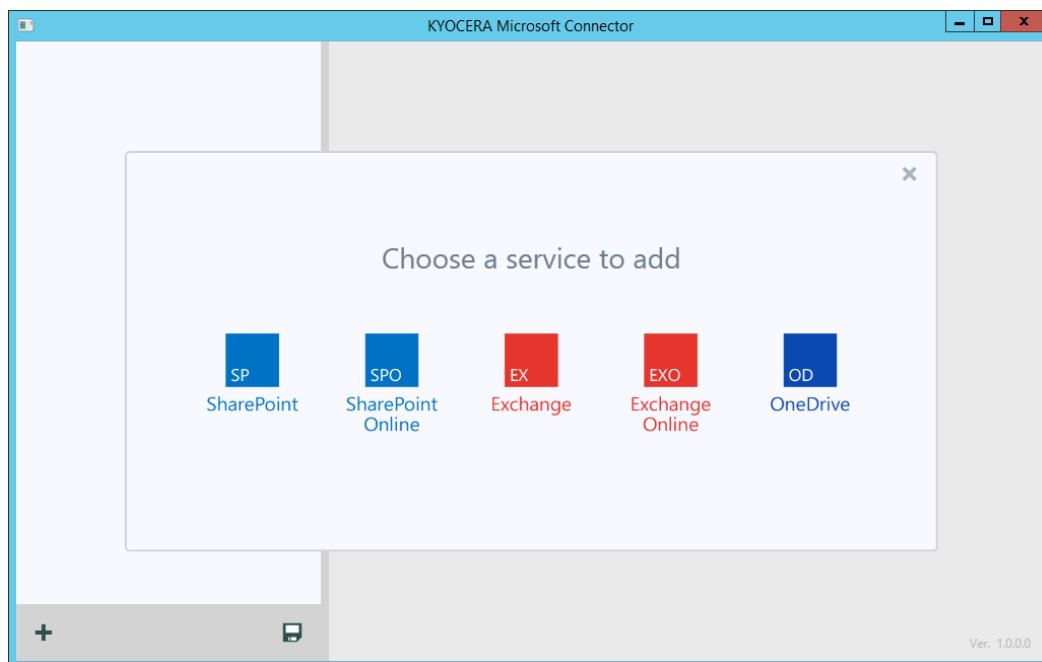 KYOCERA Microsoft Connector
Choose a service to add
SP
SPO
EX
EXO
OD
SharePoint
SharePoint
Online
Exchange
Exchange
Online
OneDrive
Ver. 1.0.0.0